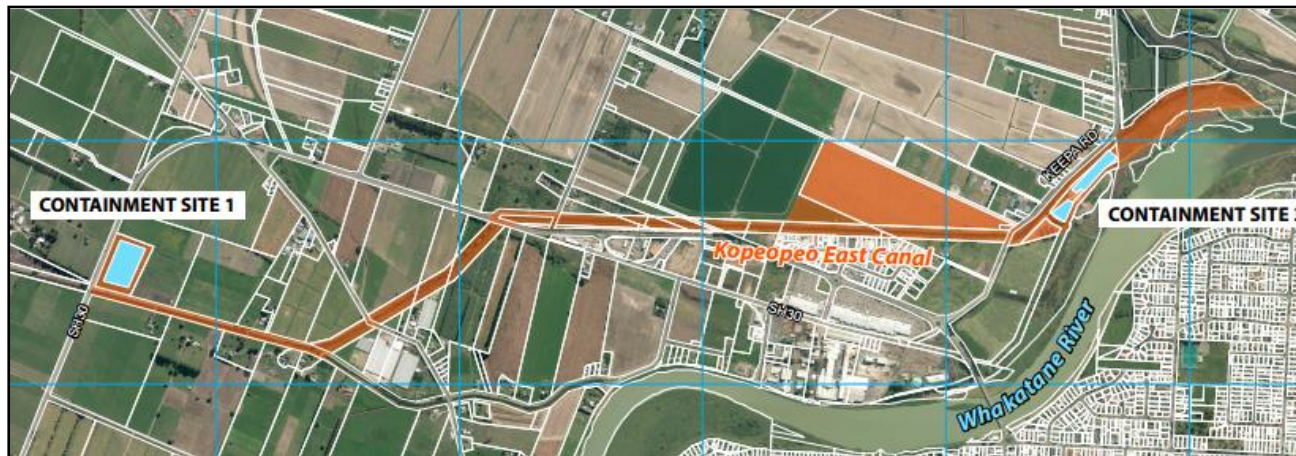 CONTAINMENT SITE 1
KEEPA RD
CONTAINMENT SITE
Kopeopeo East Canal
SH30
SH30
Whakatane River